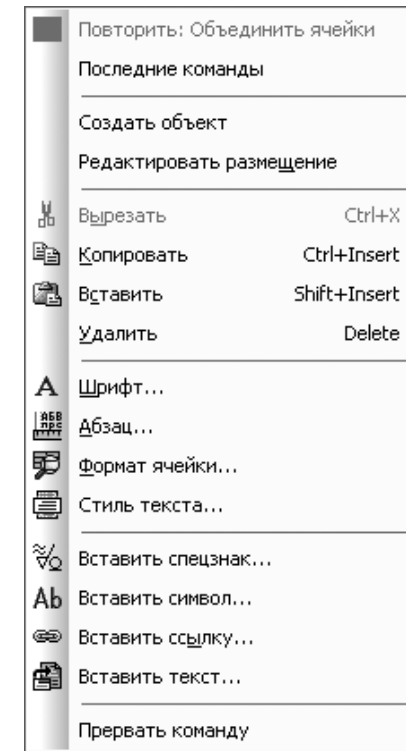 Повторить: Объединить ячейки
Последние команды
Создать объект
Редактировать размещение
Вырезать Ctrl+X
Копировать Ctrl+Insert
Вставить Shift+Insert
Удалить Delete
Шрифт...
Абзац...
Формат ячейки...
Стиль текста...
Вставить спецзнак...
Вставить символ...
Вставить ссылку...
Вставить текст...
Прервать команду